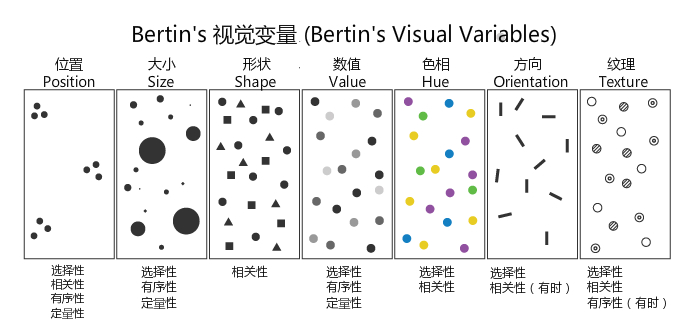 Bertin's 视觉变量 (Bertin's Visual Variables)
位置 大小 形状 数值 色相 方向 纹理
Position Size Shape Value Hue Orientation Texture
选择性
相关性
有序性
定量性
选择性
有序性
定量性
相关性
选择性
有序性
定量性
选择性
相关性
选择性
相关性（有时）
选择性
相关性
有序性（有时）